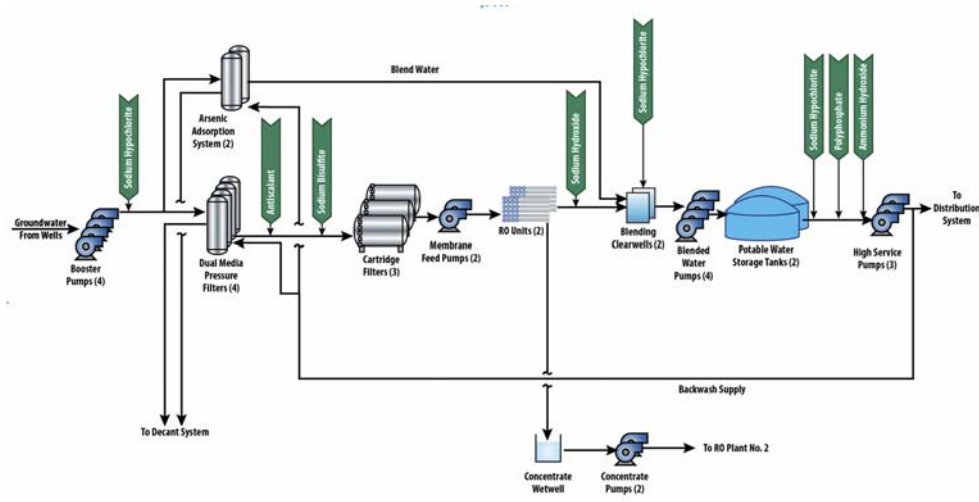 Sodium Hypochlorite
Blend Water
Sodium Hypochlorite
Arsenic
Adsorption
System (2)
Antiscalant
Sodium Bisulfite
Sodium Hydroxide
Sodium Hypochlorite
Polyphosphate
Ammonium Hydroxide
Groundwater
From Wells
Booster
Pumps (4)
Dual Media
Pressure
Filters (4)
Cartridge
Filters (3)
Membrane
Feed Pumps (2)
RO Units (2)
Blending
Clearwells (2)
Blended
Water
Pumps (4)
Potable Water
Storage Tanks (2)
High Service
Pumps (3)
To
Distribution
System
Backwash Supply
To Decant System
Concentrate
Wetwell
Concentrate
Pumps (2)
To RO Plant No. 2